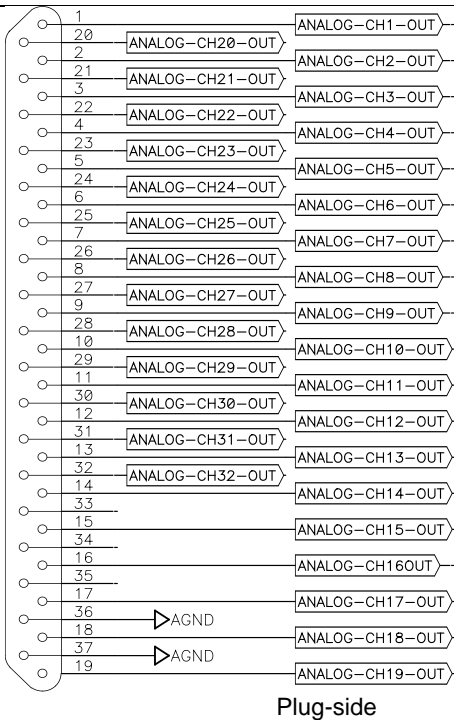 1 ANALOG-CH1-OUT
20 ANALOG-CH20-OUT
2 ANALOG-CH2-OUT
21 ANALOG-CH21-OUT
3 ANALOG-CH3-OUT
22 ANALOG-CH22-OUT
4 ANALOG-CH4-OUT
23 ANALOG-CH23-OUT
5 ANALOG-CH5-OUT
24 ANALOG-CH24-OUT
6 ANALOG-CH6-OUT
25 ANALOG-CH25-OUT
7 ANALOG-CH7-OUT
26 ANALOG-CH26-OUT
8 ANALOG-CH8-OUT
27 ANALOG-CH27-OUT
9 ANALOG-CH9-OUT
28 ANALOG-CH28-OUT
10 ANALOG-CH10-OUT
29 ANALOG-CH29-OUT
11 ANALOG-CH11-OUT
30 ANALOG-CH30-OUT
12 ANALOG-CH12-OUT
31 ANALOG-CH31-OUT
13 ANALOG-CH13-OUT
32 ANALOG-CH32-OUT
14 ANALOG-CH14-OUT
33
15 ANALOG-CH15-OUT
34
16 ANALOG-CH16OUT
35
17 ANALOG-CH17-OUT
36 AGND
18 ANALOG-CH18-OUT
37 AGND
19 ANALOG-CH19-OUT
Plug-side